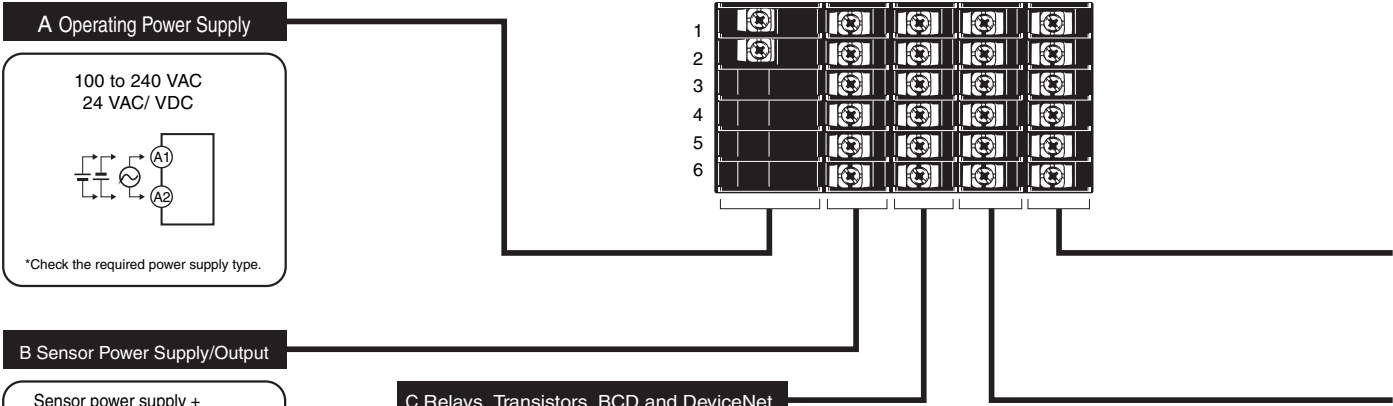 A Operating Power Supply
100 to 240 VAC
24 VAC/ VDC
A1
A2
*Check the required power supply type.
1
2
3
4
5
6
B Sensor Power Supply/Output
Sensor power supply +
C Relays, Transistors, BCD and DeviceNet